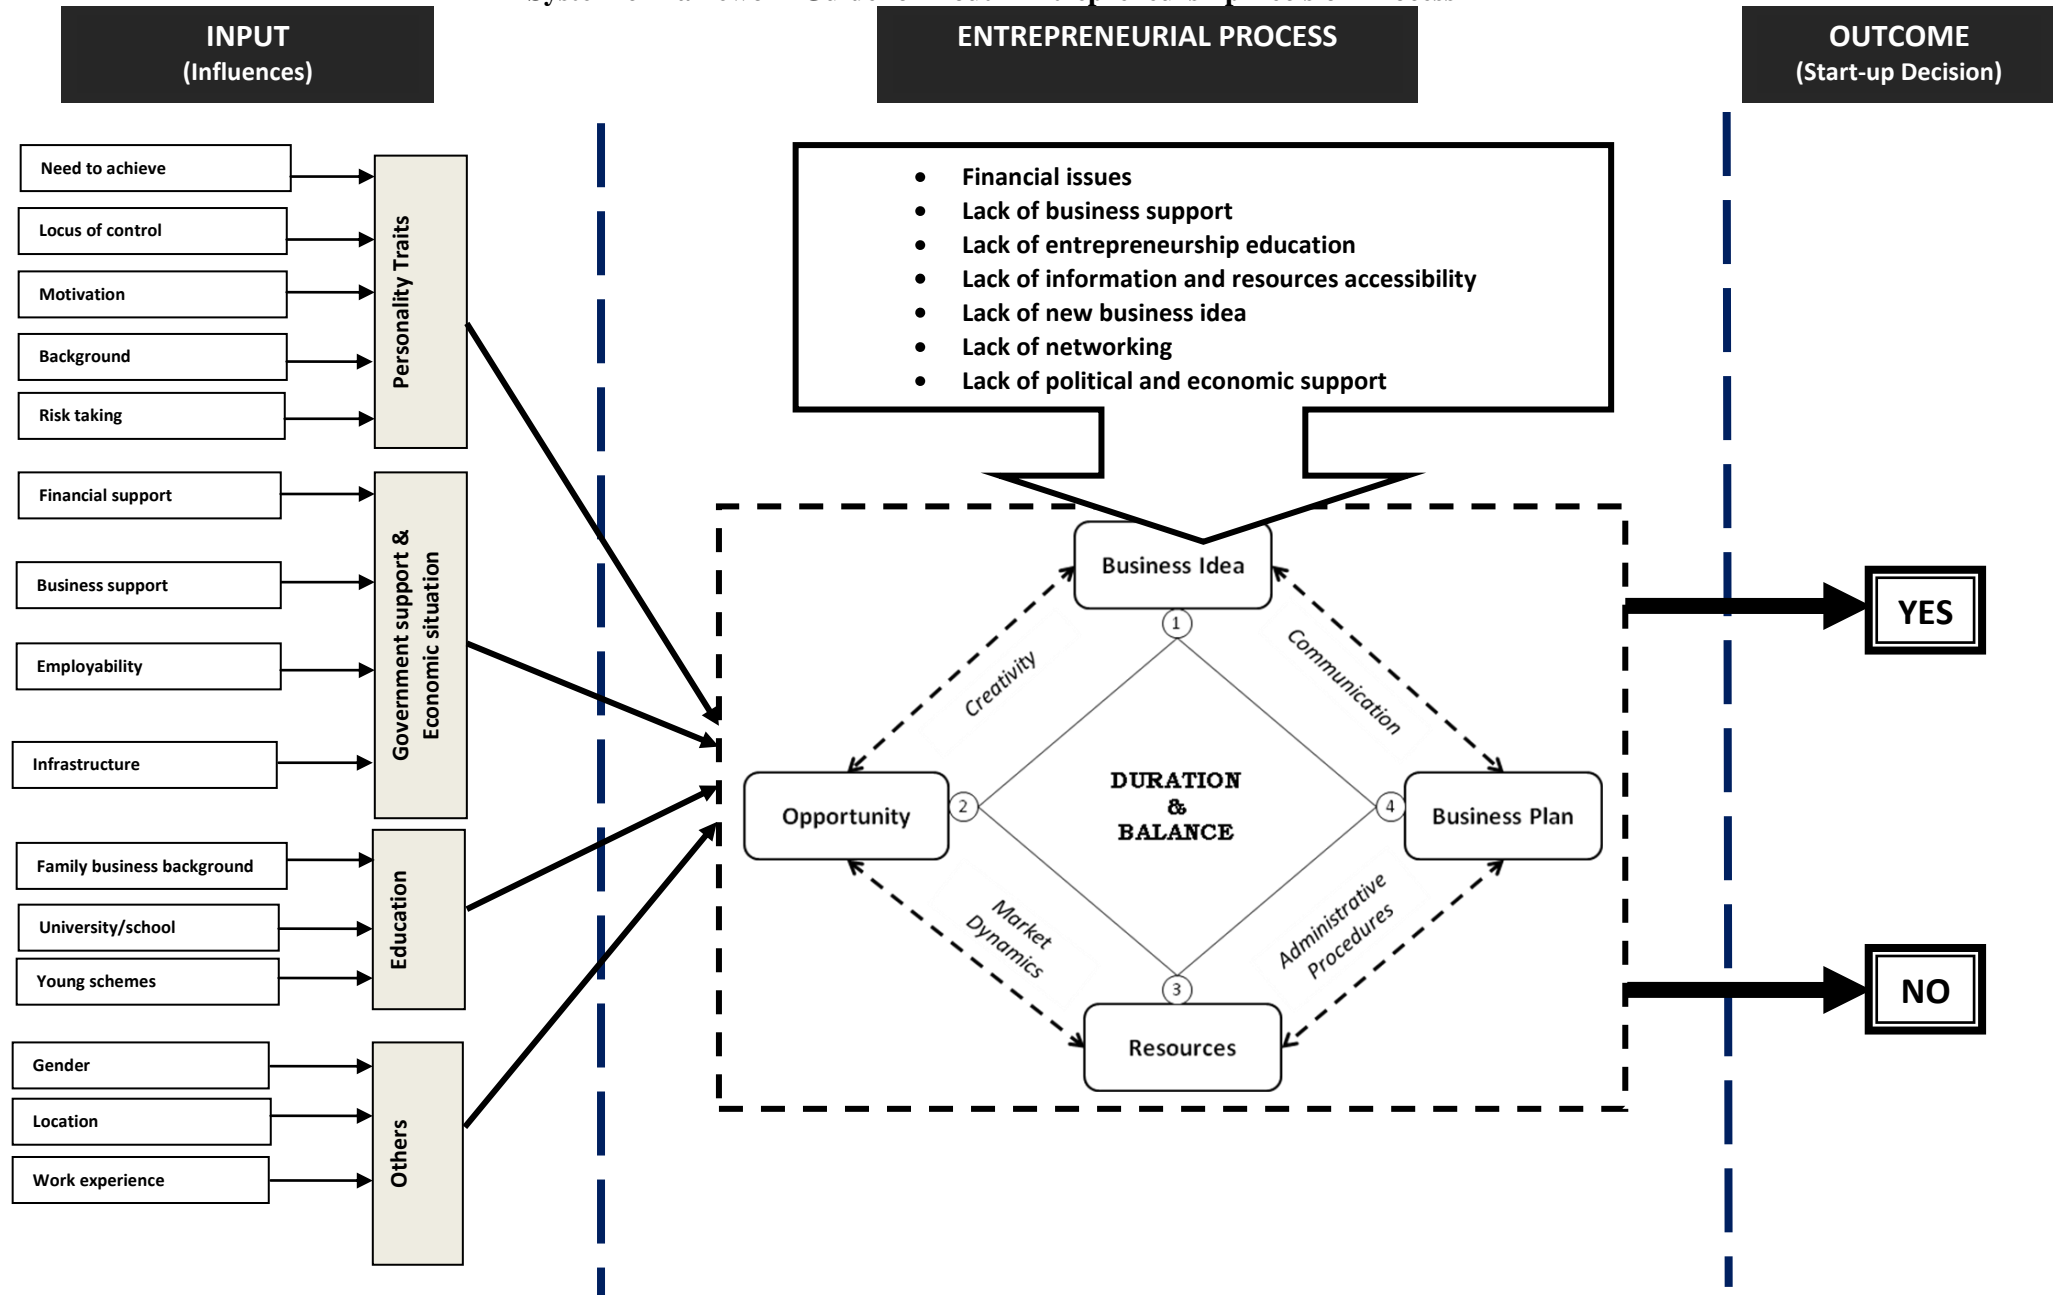 INPUT
(Influences)
ENTREPRENEURIAL PROCESS
OUTCOME
(Start-up Decision)
Need to achieve
Locus of control
Motivation
Background
Risk taking
Personality Traits
Financial support
Business support
Employability
Infrastructure
Government support &
Economic situation
Family business background
University/school
Young schemes
Education
Gender
Location
Work experience
Others
• Financial issues
• Lack of business support
• Lack of entrepreneurship education
• Lack of information and resources accessibility
• Lack of new business idea
• Lack of networking
• Lack of political and economic support
Business Idea
1
Creativity
Communication
Opportunity
2
DURATION
&
BALANCE
4
Business Plan
Market
Dynamics
Administrative
Procedures
3
Resources
YES
NO